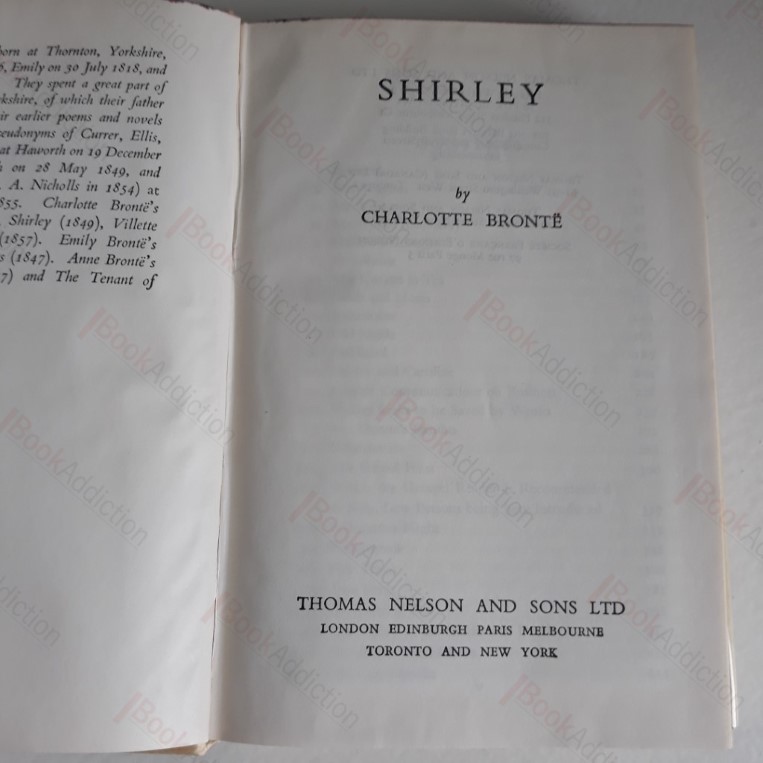 born at Thornton, Yorkshire,
6, Emily on 30 July 1818, and
They spent a great part of
kshire, of which their father
ir earlier poems and novels
eudonyms of Currer, Ellis,
at Haworth on 19 December
h on 28 May 1849, and
. A. Nicholls in 1854) at
855. Charlotte Brontë's
Shirley (1849), Villette
(1857). Emily Brontë's
s (1847). Anne Brontë's
7) and The Tenant of
SHIRLEY
by
CHARLOTTE BRONTË
THOMAS NELSON AND SONS LTD
LONDON EDINBURGH PARIS MELBOURNE
TORONTO AND NEW YORK
BookAddiction